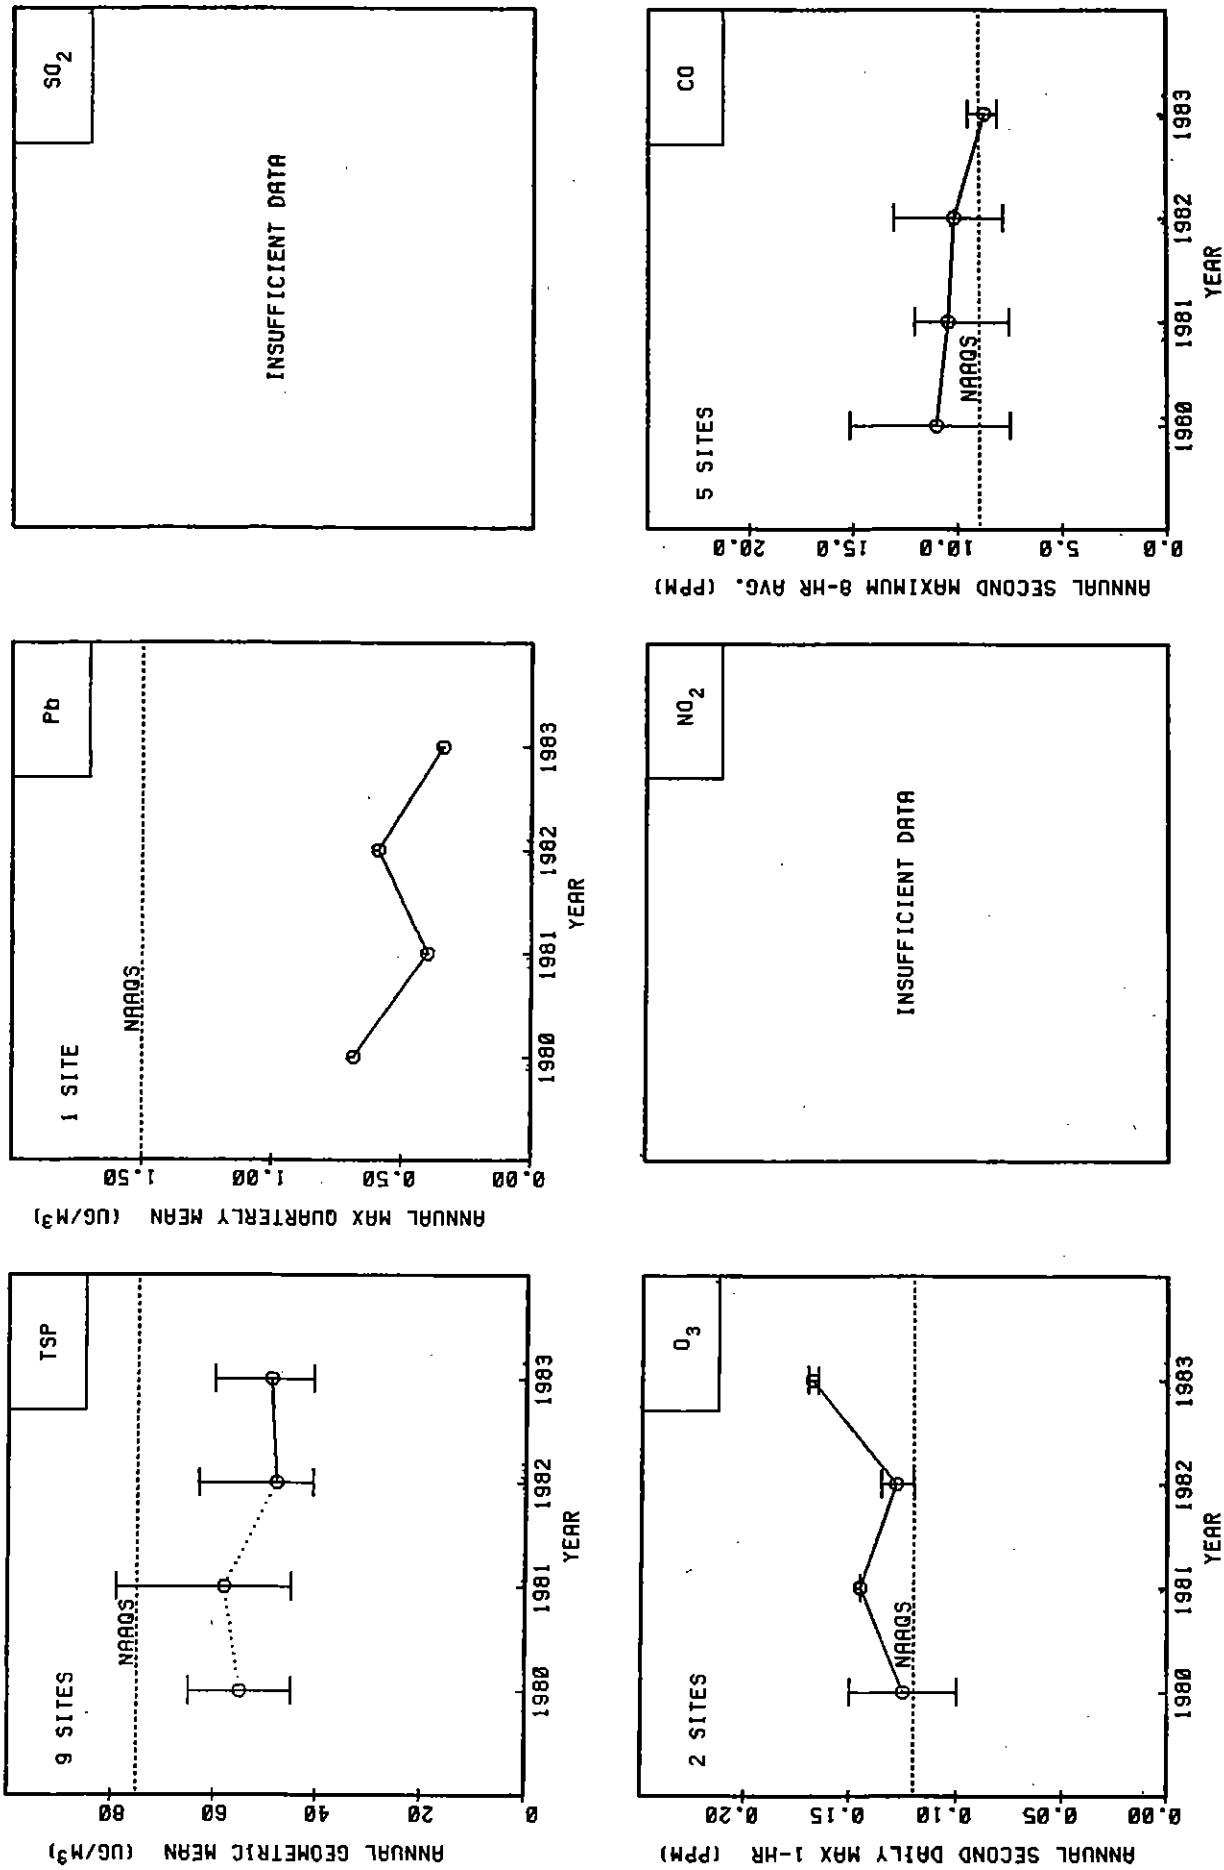 9 SITES
TSP
NAAQS
ANNUAL GEOMETRIC MEAN (UG/M³)
80
60
40
20
0
1980 1981 1982 1983
YEAR
1 SITE
Pb
NAAQS
ANNUAL MAX QUARTERLY MEAN (UG/M³)
1.50
1.00
0.50
0.00
1980 1981 1982 1983
YEAR
SO₂
INSUFFICIENT DATA
2 SITES
O₃
NAAQS
ANNUAL SECOND DAILY MAX 1-HR (PPM)
0.20
0.15
0.10
0.05
0.00
1980 1981 1982 1983
YEAR
NO₂
INSUFFICIENT DATA
5 SITES
CO
NAAQS
ANNUAL SECOND MAXIMUM 8-HR AVG. (PPM)
20.0
15.0
10.0
5.0
0.0
1980 1981 1982 1983
YEAR